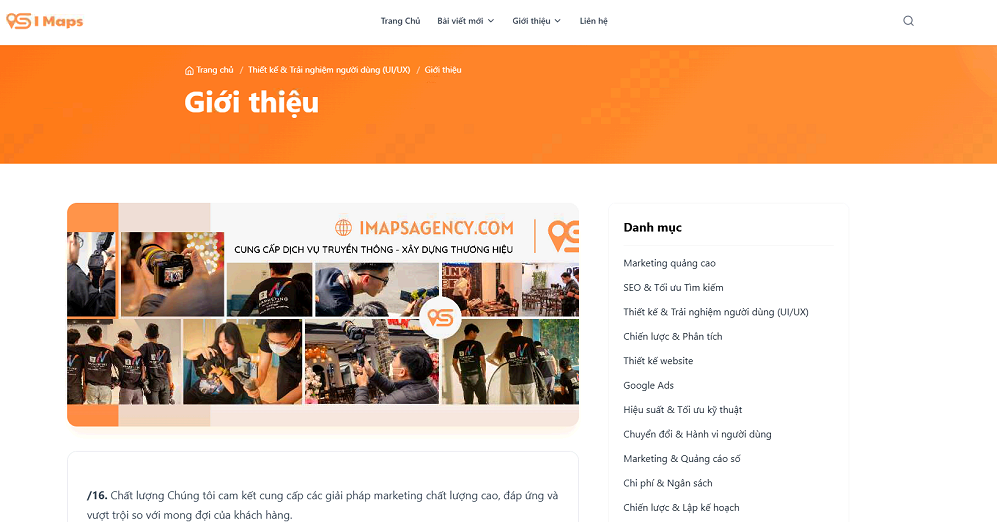 I Maps
Trang Chủ
Bài viết mới
Giới thiệu
Liên hệ
Trang chủ / Thiết kế & Trải nghiệm người dùng (UI/UX) / Giới thiệu
Giới thiệu
IMAPSAGENCY.COM
CUNG CẤP DỊCH VỤ TRUYỀN THÔNG - XÂY DỰNG THƯƠNG HIỆU
/16. Chất lượng Chúng tôi cam kết cung cấp các giải pháp marketing chất lượng cao, đáp ứng và
vượt trội so với mong đợi của khách hàng.
Danh mục
Marketing quảng cáo
SEO & Tối ưu Tìm kiếm
Thiết kế & Trải nghiệm người dùng (UI/UX)
Chiến lược & Phân tích
Thiết kế website
Google Ads
Hiệu suất & Tối ưu kỹ thuật
Chuyển đổi & Hành vi người dùng
Marketing & Quảng cáo số
Chi phí & Ngân sách
Chiến lược & Lập kế hoạch